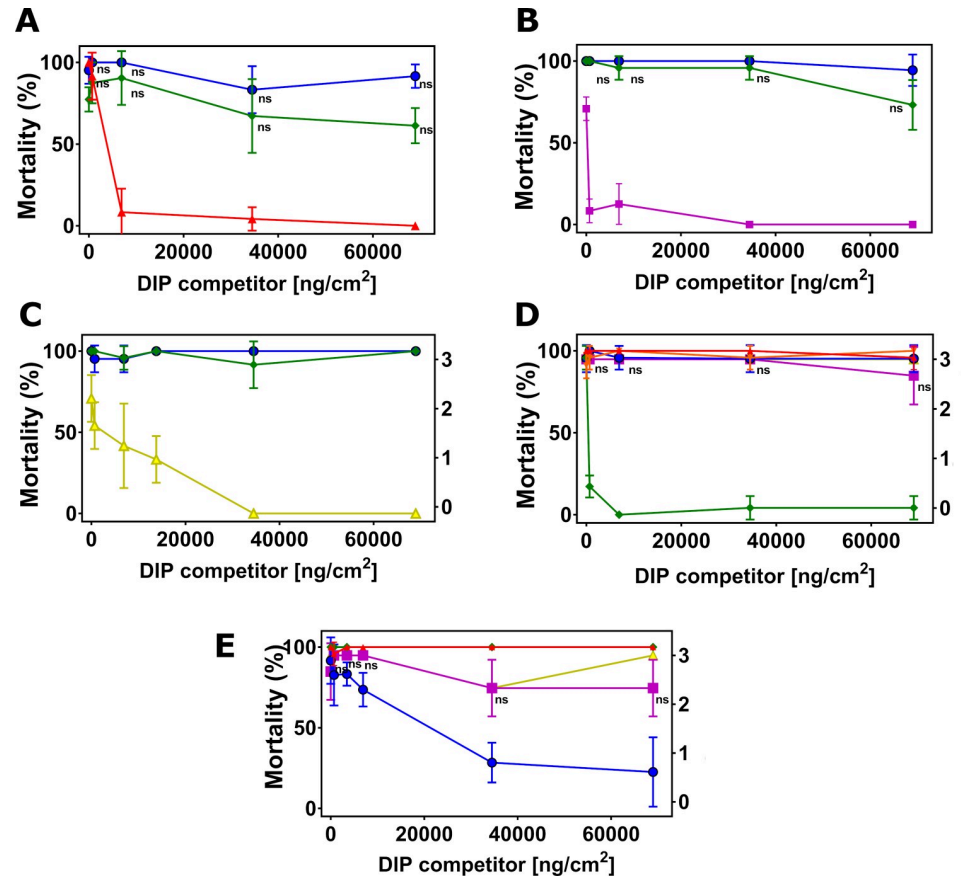 A
Mortality (%)
100
50
0
ns
ns
ns
ns
ns
ns
ns
ns
0 20000 40000 60000
DIP competitor [ng/cm²]
B
Mortality (%)
100
50
0
ns
ns
ns
ns
0 20000 40000 60000
DIP competitor [ng/cm²]
C
Mortality (%)
100
50
0
3
2
1
0
0 20000 40000 60000
DIP competitor [ng/cm²]
D
Mortality (%)
100
50
0
ns
ns
ns
ns
3
2
1
0
0 20000 40000 60000
DIP competitor [ng/cm²]
E
Mortality (%)
100
50
0
ns
ns
ns
ns
ns
3
2
1
0
0 20000 40000 60000
DIP competitor [ng/cm²]